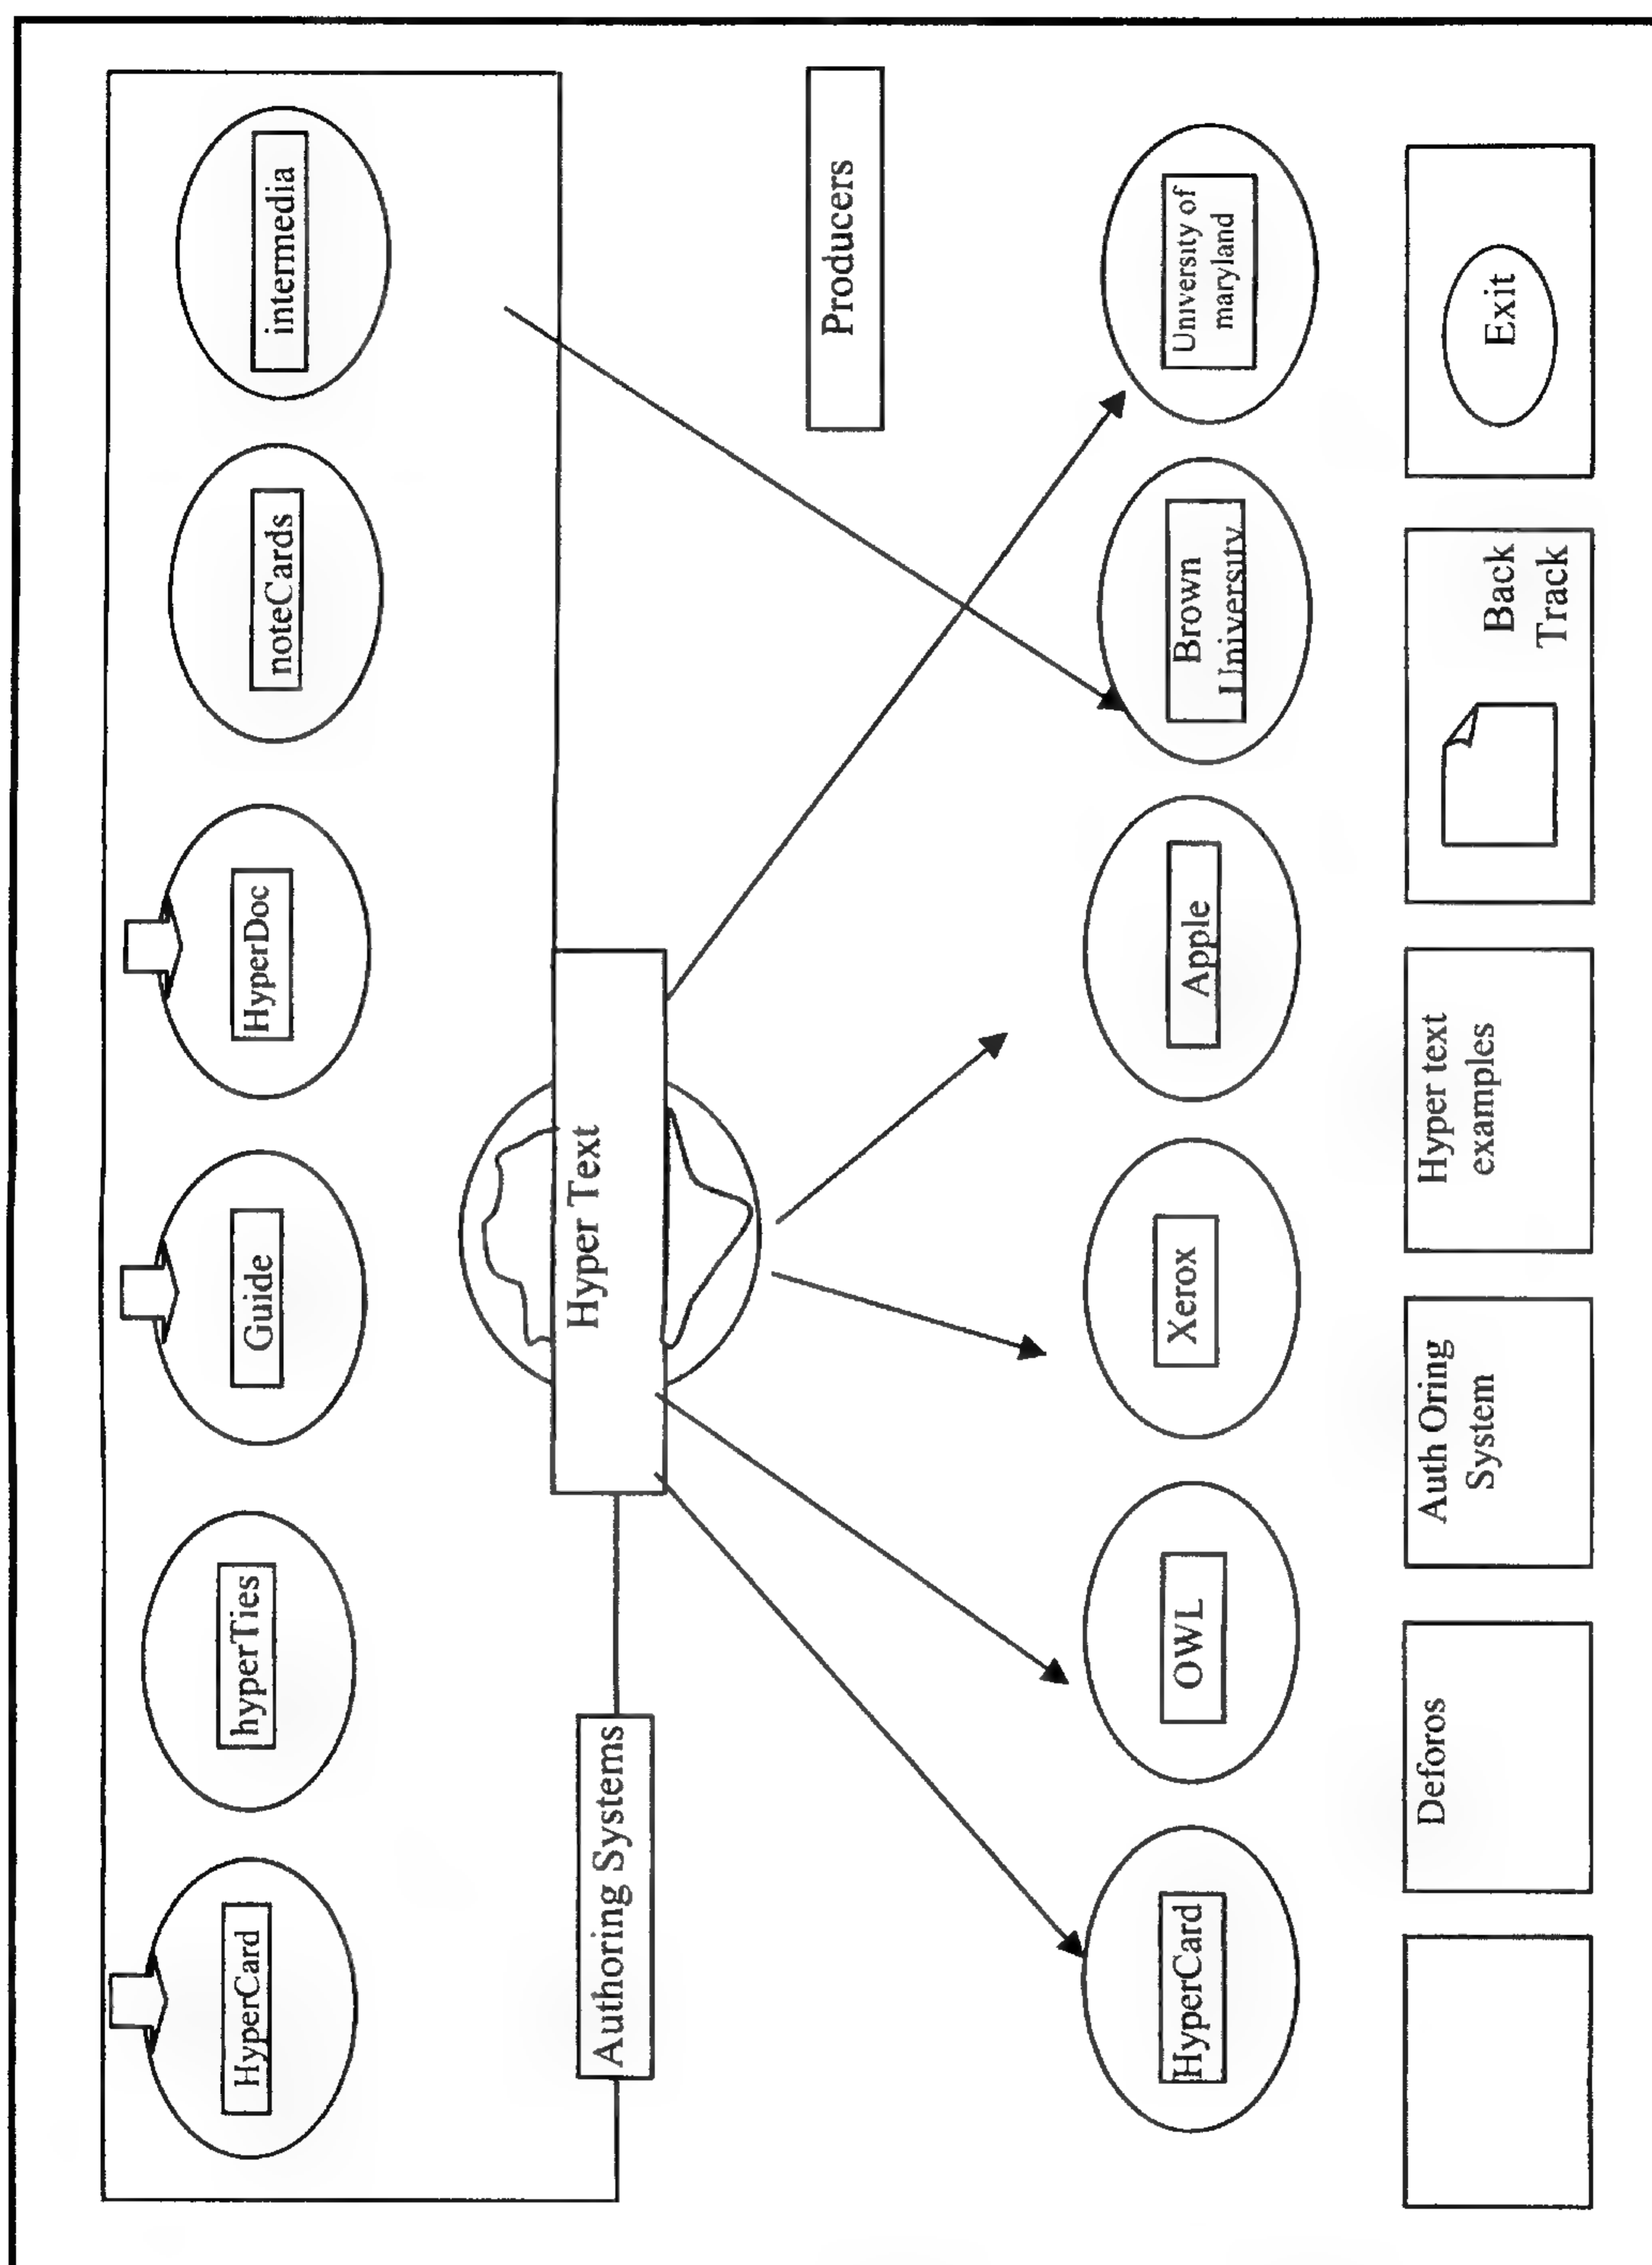 HyperCard
hyperTies
Guide
HyperDoc
noteCards
intermedia
Authoring Systems
Hyper Text
Producers
HyperCard
OWL
Xerox
Apple
Brown
University
University of
maryland
Deforos
Auth Oring
System
Hyper text
examples
Back
Track
Exit